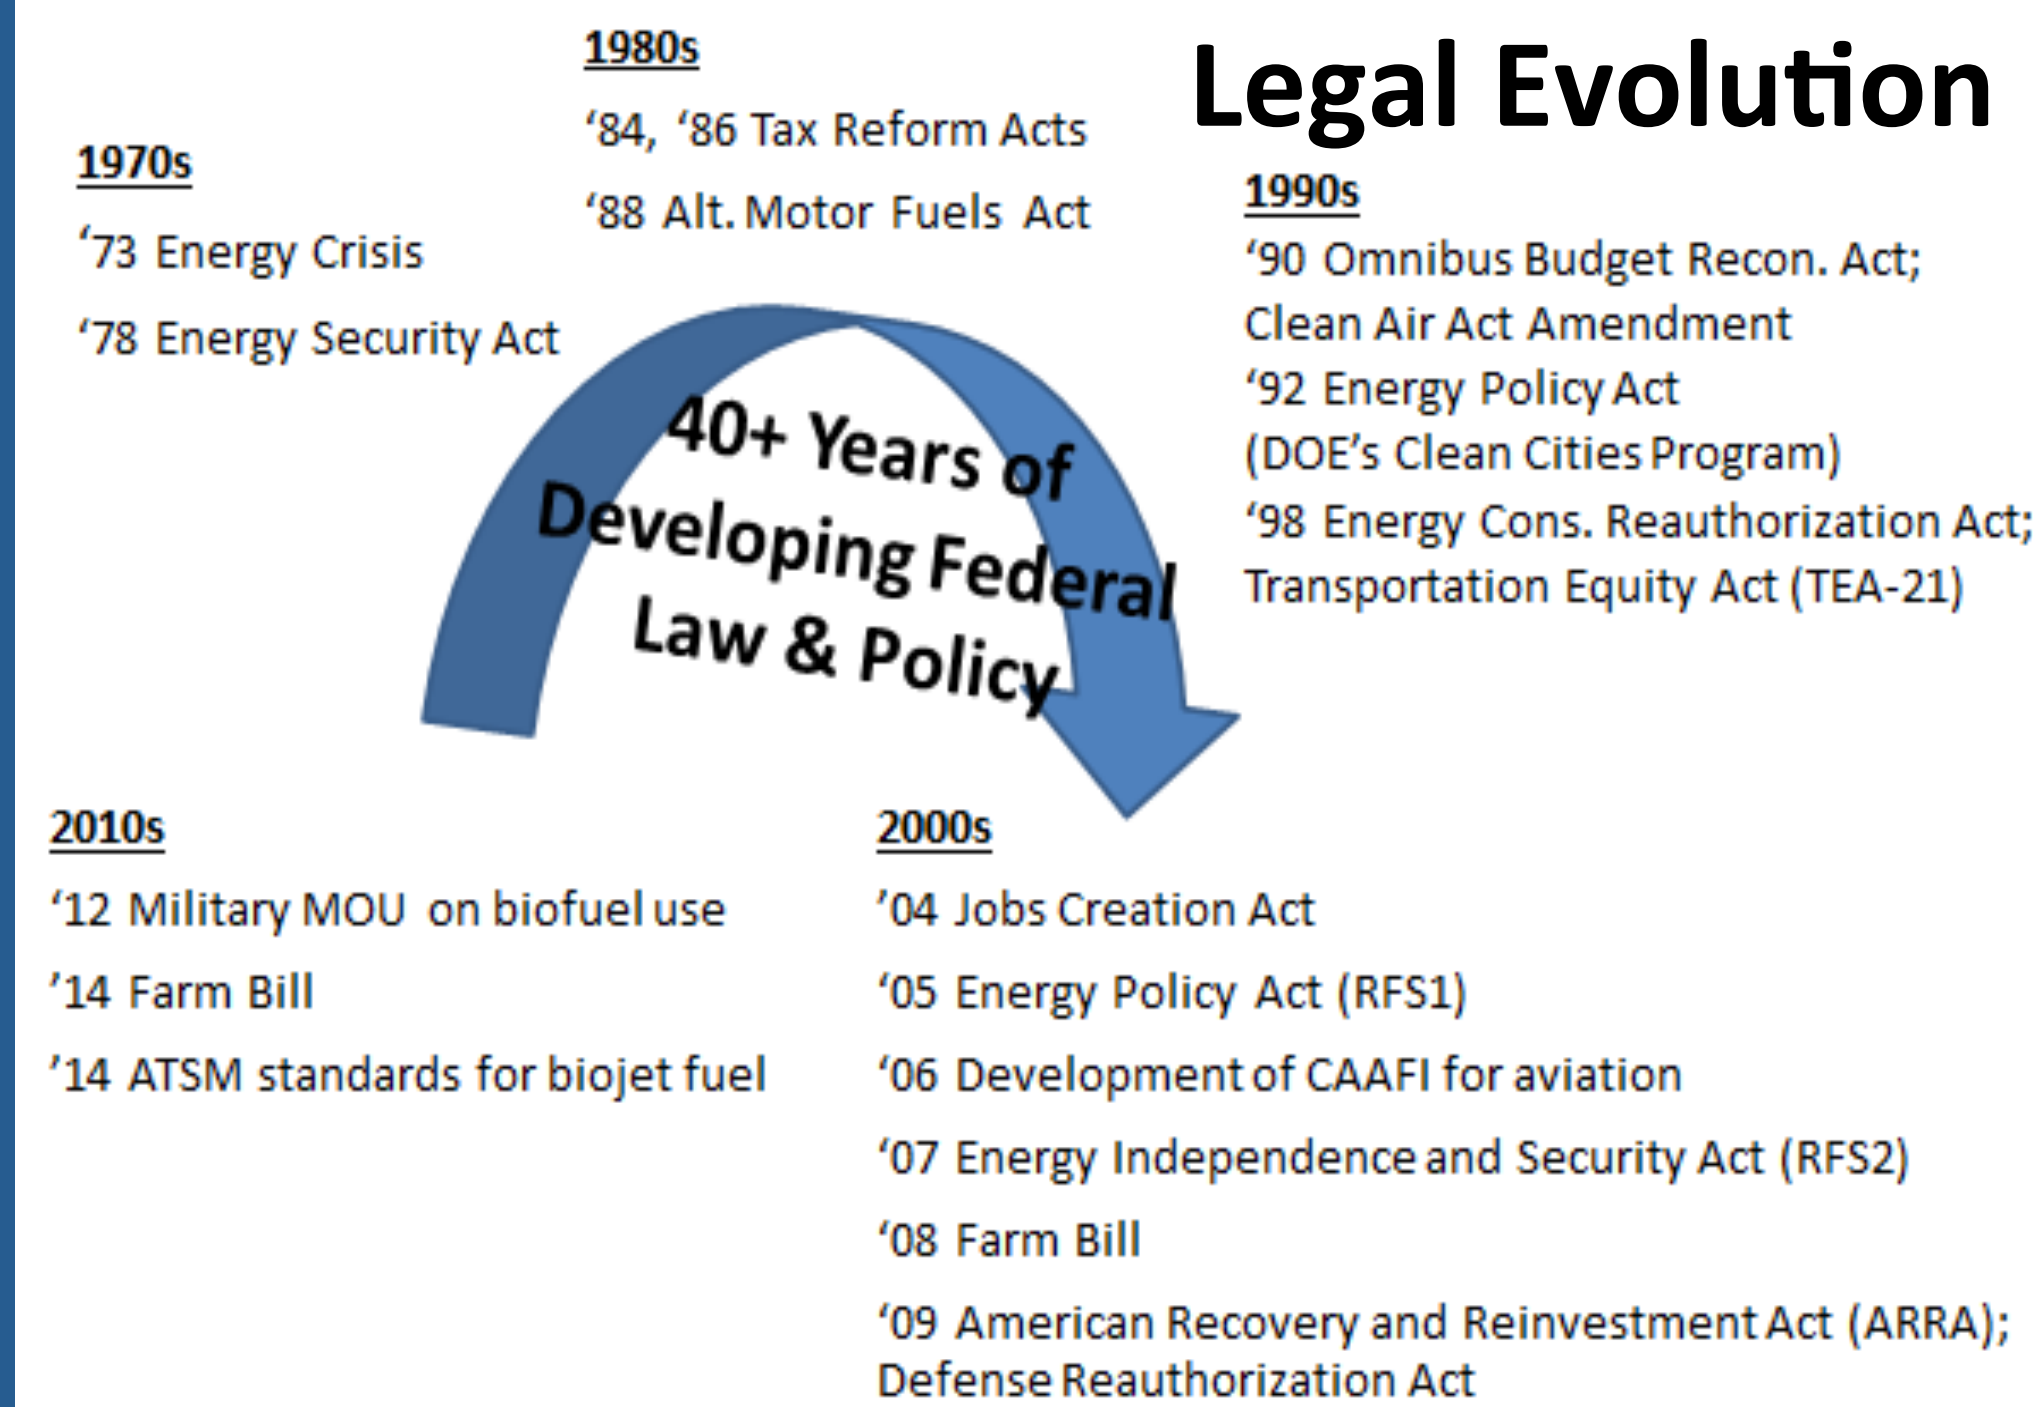 Legal Evolution
1970s
‘73 Energy Crisis
‘78 Energy Security Act
1980s
‘84, ‘86 Tax Reform Acts
‘88 Alt. Motor Fuels Act
1990s
‘90 Omnibus Budget Recon. Act;
Clean Air Act Amendment
‘92 Energy Policy Act
(DOE’s Clean Cities Program)
‘98 Energy Cons. Reauthorization Act;
Transportation Equity Act (TEA-21)
40+ Years of
Developing Federal
Law & Policy
2000s
’04 Jobs Creation Act
‘05 Energy Policy Act (RFS1)
‘06 Development of CAAFI for aviation
‘07 Energy Independence and Security Act (RFS2)
‘08 Farm Bill
‘09 American Recovery and Reinvestment Act (ARRA);
Defense Reauthorization Act
2010s
‘12 Military MOU on biofuel use
’14 Farm Bill
’14 ATSM standards for biojet fuel